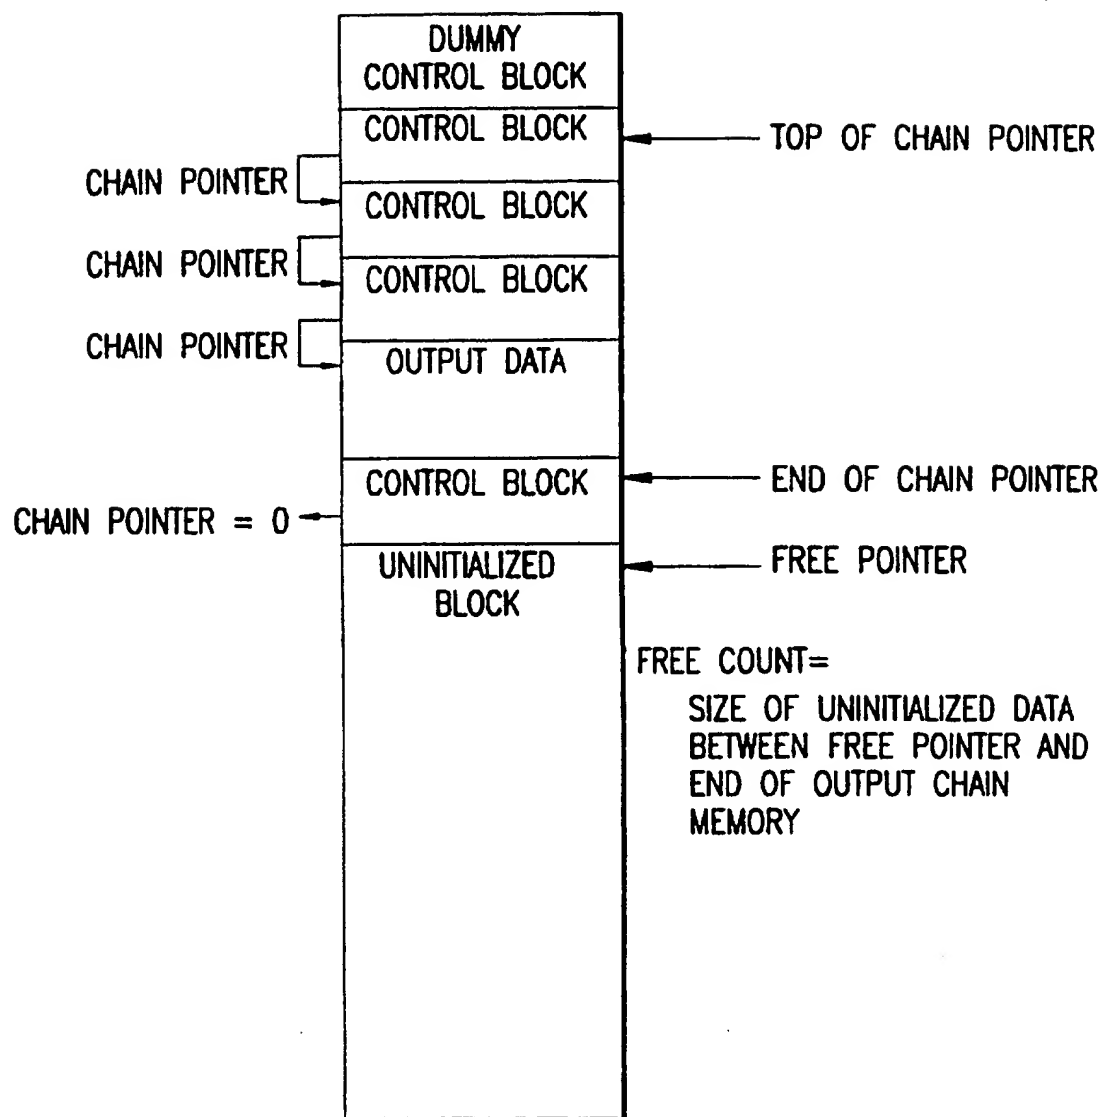 DUMMY
CONTROL BLOCK
CONTROL BLOCK
TOP OF CHAIN POINTER
CHAIN POINTER
CONTROL BLOCK
CHAIN POINTER
CONTROL BLOCK
CHAIN POINTER
OUTPUT DATA
CONTROL BLOCK
END OF CHAIN POINTER
CHAIN POINTER = 0
UNINITIALIZED
BLOCK
FREE POINTER
FREE COUNT=
SIZE OF UNINITIALIZED DATA
BETWEEN FREE POINTER AND
END OF OUTPUT CHAIN
MEMORY